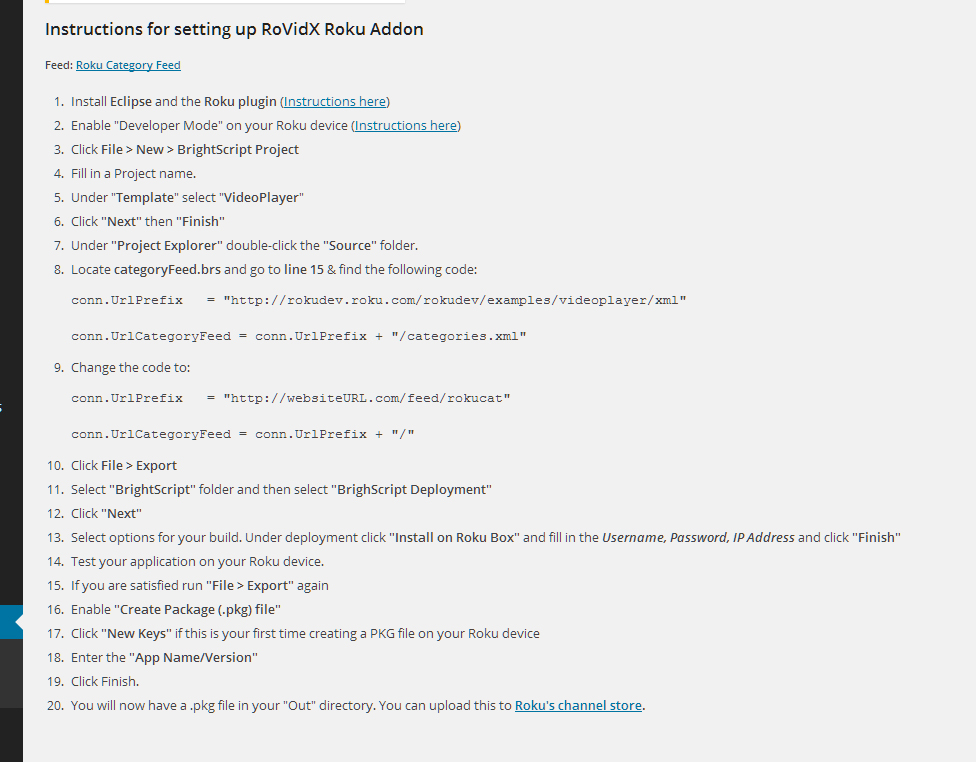 Instructions for setting up RoVidX Roku Addon
Feed: Roku Category Feed
1. Install Eclipse and the Roku plugin (Instructions here)
2. Enable "Developer Mode" on your Roku device (Instructions here)
3. Click File > New > BrightScript Project
4. Fill in a Project name.
5. Under "Template" select "VideoPlayer"
6. Click "Next" then "Finish"
7. Under "Project Explorer" double-click the "Source" folder.
8. Locate categoryFeed.brs and go to line 15 & find the following code:
conn.UrlPrefix   = "http://rokudev.roku.com/rokudev/examples/videoplayer/xml"
conn.UrlCategoryFeed = conn.UrlPrefix + "/categories.xml"
9. Change the code to:
conn.UrlPrefix   = "http://websiteURL.com/feed/rokucat"
conn.UrlCategoryFeed = conn.UrlPrefix + "/"
10. Click File > Export
11. Select "BrightScript" folder and then select "BrighScript Deployment"
12. Click "Next"
13. Select options for your build. Under deployment click "Install on Roku Box" and fill in the Username, Password, IP Address and click "Finish"
14. Test your application on your Roku device.
15. If you are satisfied run "File > Export" again
16. Enable "Create Package (.pkg) file"
17. Click "New Keys" if this is your first time creating a PKG file on your Roku device
18. Enter the "App Name/Version"
19. Click Finish.
20. You will now have a .pkg file in your "Out" directory. You can upload this to Roku's channel store.